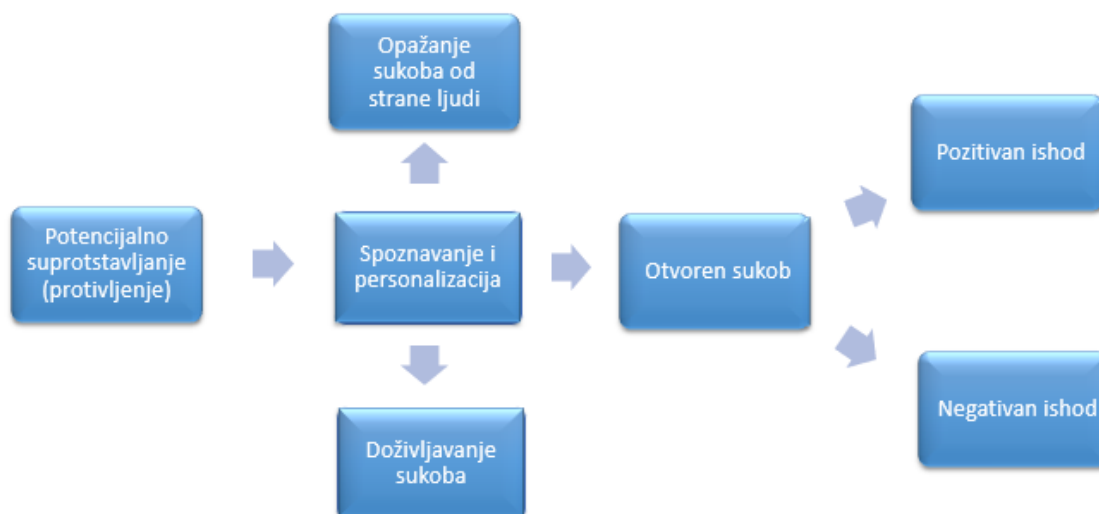 Opažanje
sukoba od
strane ljudi
Pozitivan ishod
Potencijalno
suprotstavljanje
(protivljenje)
Spoznavanje i
personalizacija
Otvoren sukob
Negativan ishod
Doživljavanje
sukoba